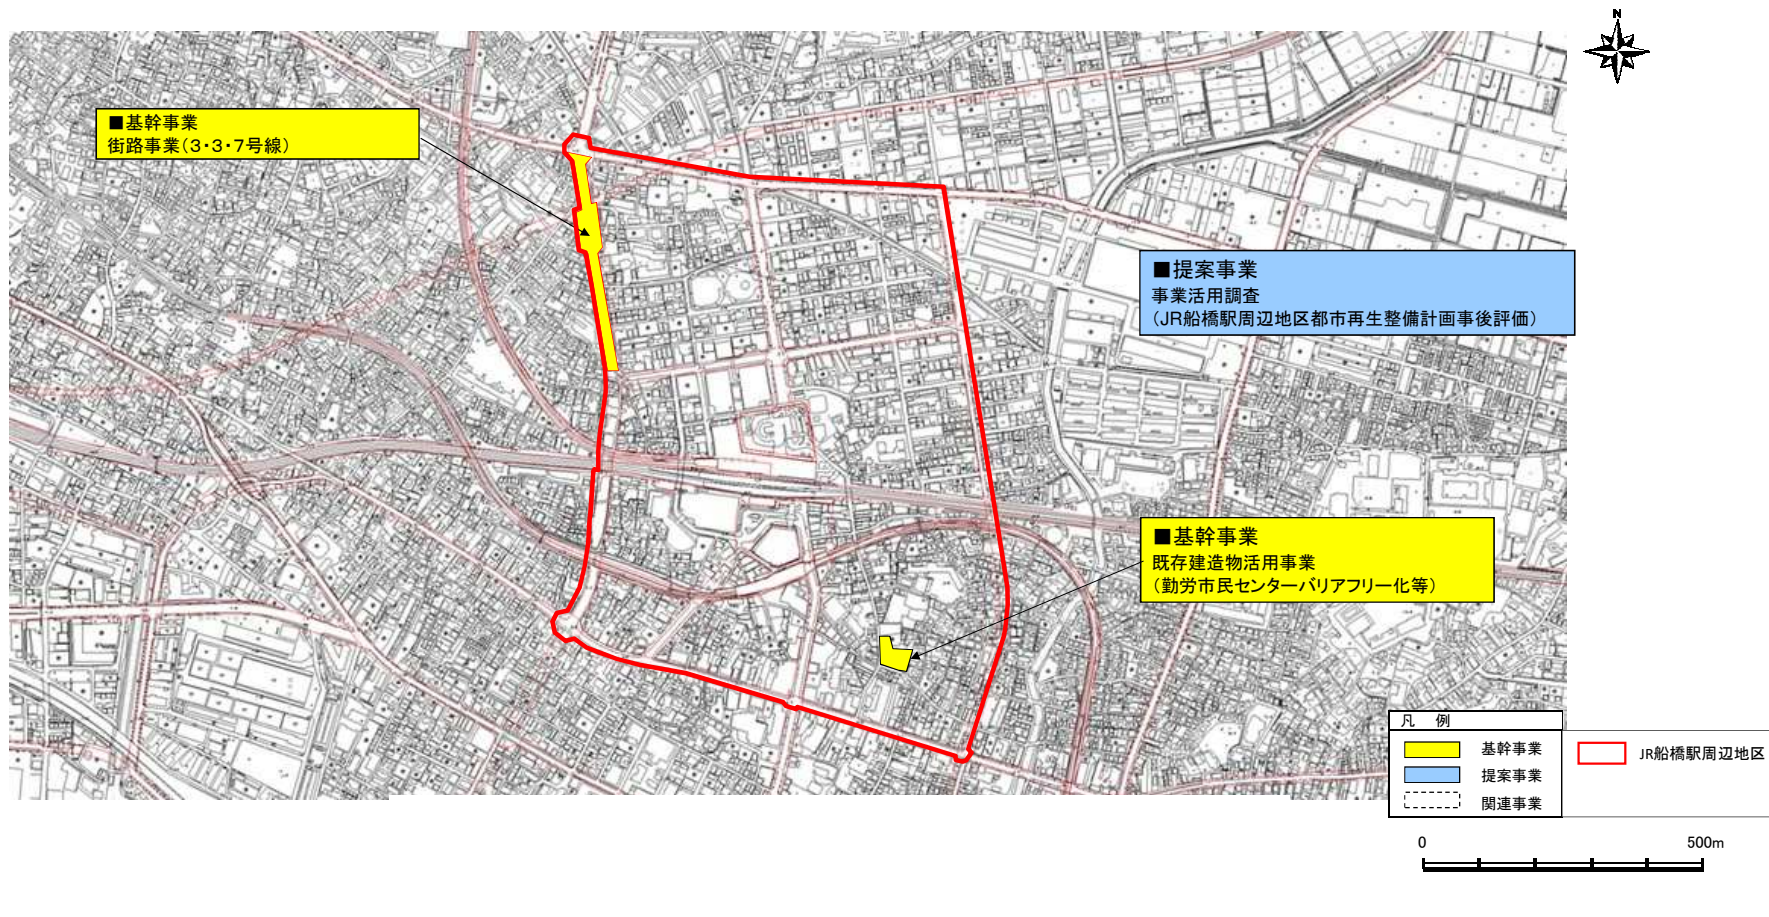 N
■基幹事業
街路事業(3・3・7号線)
■提案事業
事業活用調査
(JR船橋駅周辺地区都市再生整備計画事後評価)
■基幹事業
既存建造物活用事業
(勤労市民センターバリアフリー化等)
凡 例
基幹事業
提案事業
関連事業
JR船橋駅周辺地区
0 500m